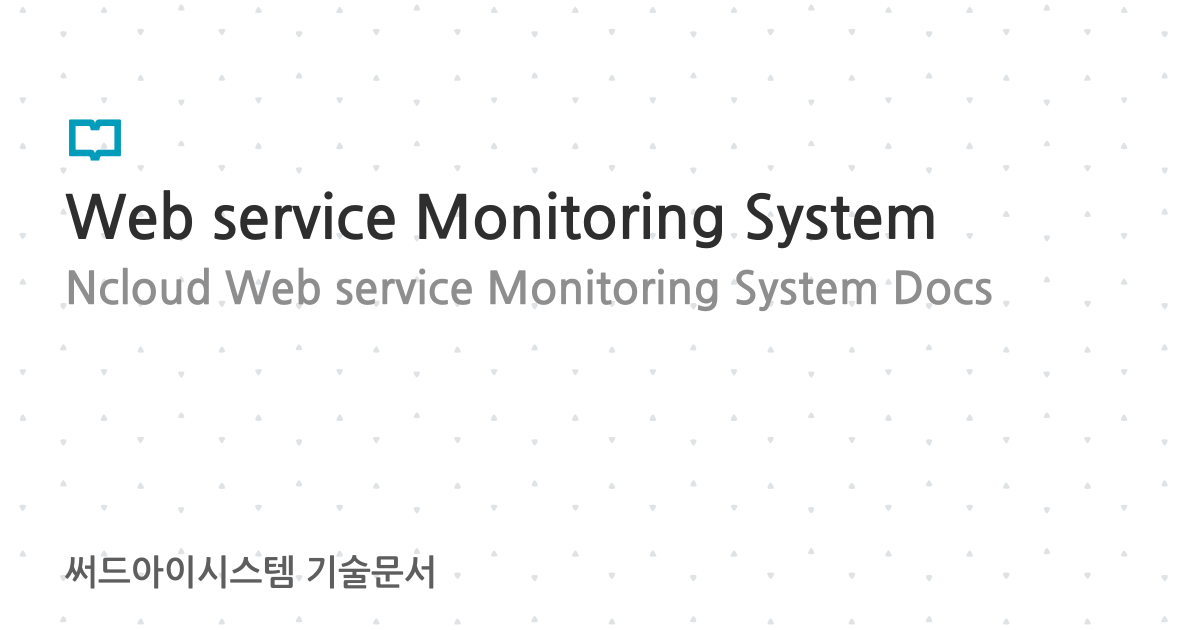 Web service Monitoring System
Ncloud Web service Monitoring System Docs
써드아이시스템 기술문서